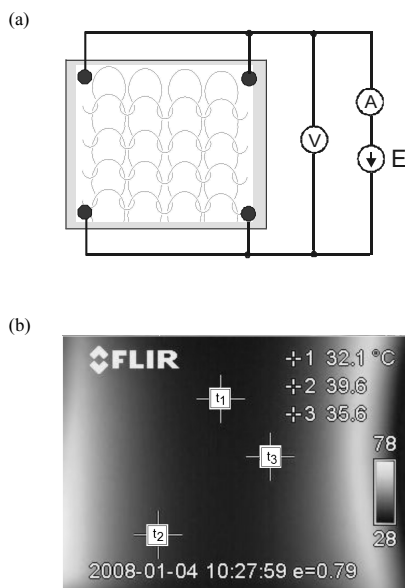 (a)
A
V
E
(b)
FLIR
1 32.1 °C
2 39.6
3 35.6
t1
t3
78
t2
28
2008-01-04 10:27:59 e=0.79